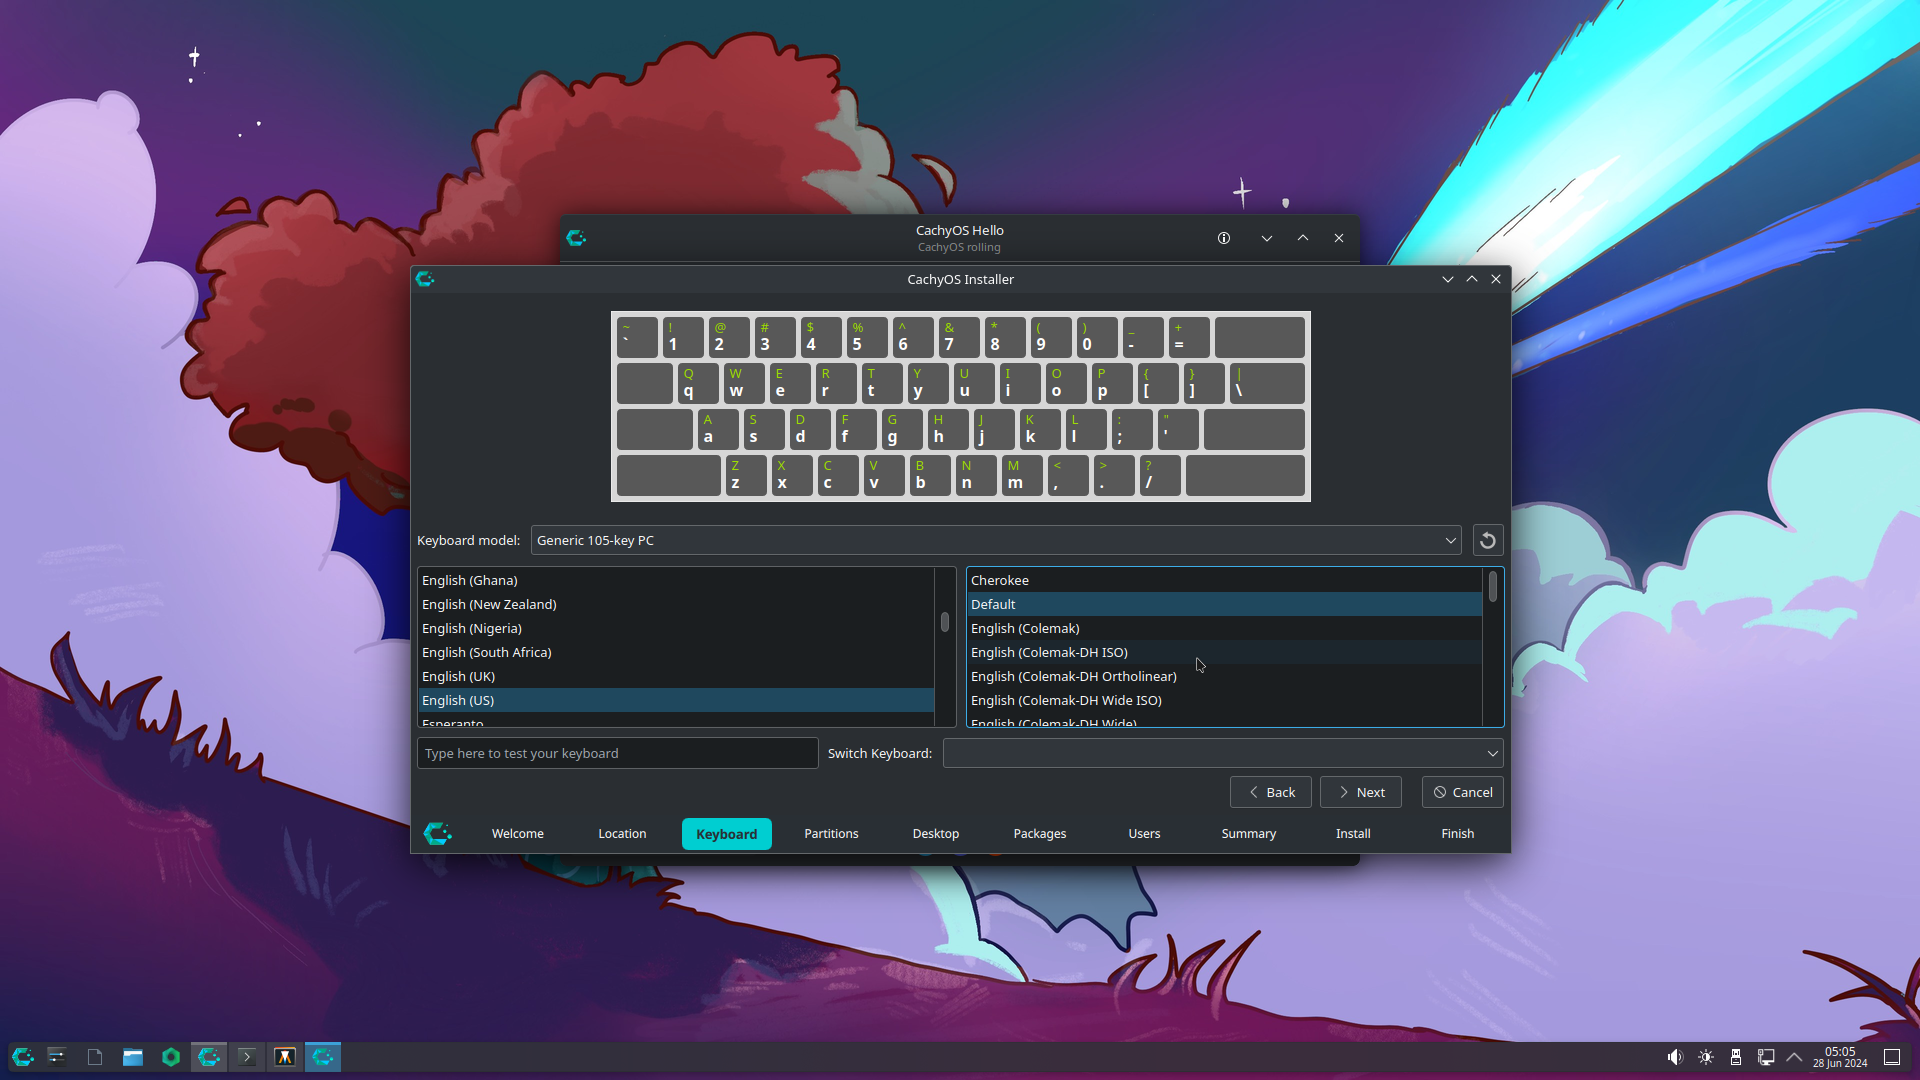 CachyOS Hello
CachyOS rolling
CachyOS Installer
~ ! @ # $ % ^ & * ( ) _ +
` 1 2 3 4 5 6 7 8 9 0 - =
Q W E R T Y U I O P { } |
q w e r t y u i o p [ ] \
A S D F G H J K L : "
a s d f g h j k l ; '
Z X C V B N M < > ?
z x c v b n m , . /
Keyboard model: Generic 105-key PC
English (Ghana)
English (New Zealand)
English (Nigeria)
English (South Africa)
English (UK)
English (US)
Esperanto
Cherokee
Default
English (Colemak)
English (Colemak-DH ISO)
English (Colemak-DH Ortholinear)
English (Colemak-DH Wide ISO)
English (Colemak-DH Wide)
Type here to test your keyboard
Switch Keyboard:
Back Next Cancel
Welcome Location Keyboard Partitions Desktop Packages Users Summary Install Finish
05:05
28 Jun 2024